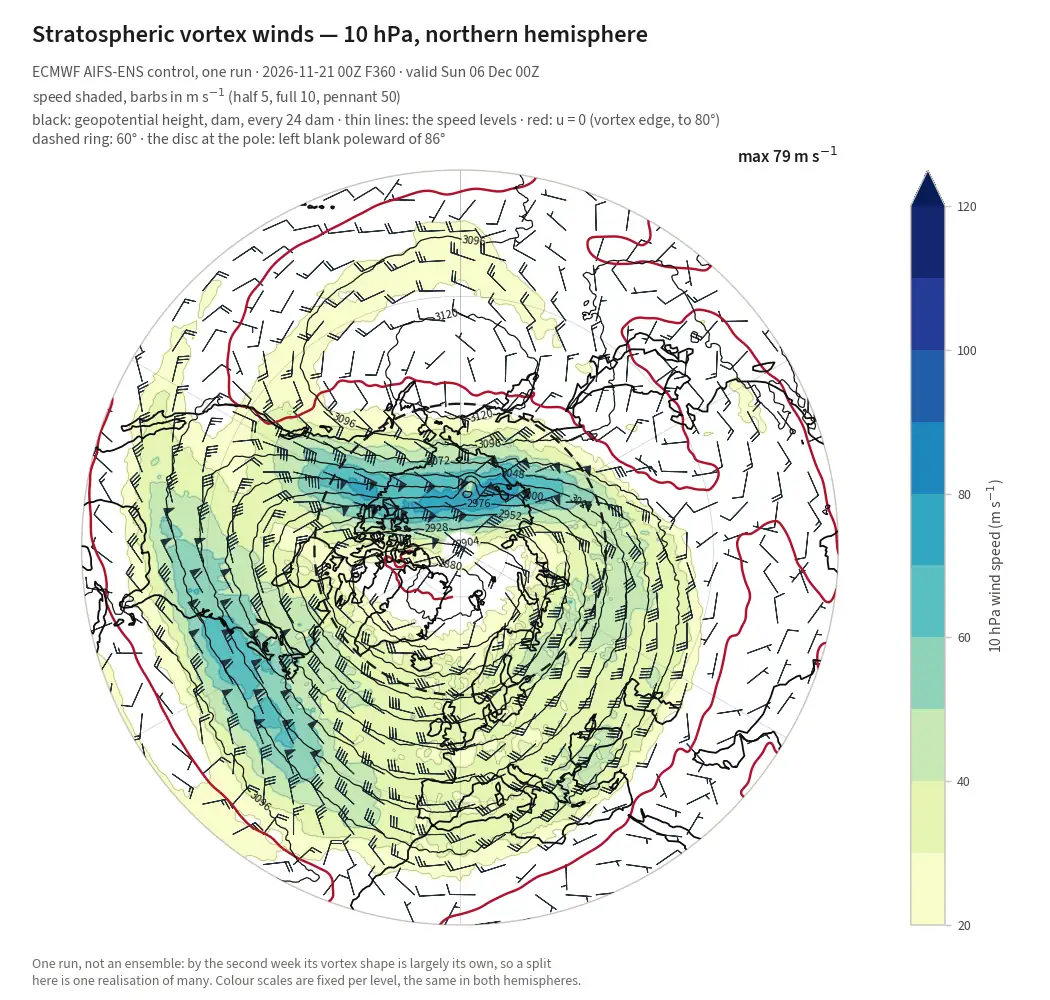 Stratospheric vortex winds — 10 hPa, northern hemisphere
ECMWF AIFS-ENS control, one run · 2026-11-21 00Z F360 · valid Sun 06 Dec 00Z
speed shaded, barbs in m s⁻¹ (half 5, full 10, pennant 50)
black: geopotential height, dam, every 24 dam · thin lines: the speed levels · red: u = 0 (vortex edge, to 80°)
dashed ring: 60° · the disc at the pole: left blank poleward of 86°
max 79 m s⁻¹
120
100
80
60
40
20
10 hPa wind speed (m s⁻¹)
3096
3120
3096
3120
3096
3072
3048
3000
2976
2952
2928
2904
2880
3096
One run, not an ensemble: by the second week its vortex shape is largely its own, so a split
here is one realisation of many. Colour scales are fixed per level, the same in both hemispheres.